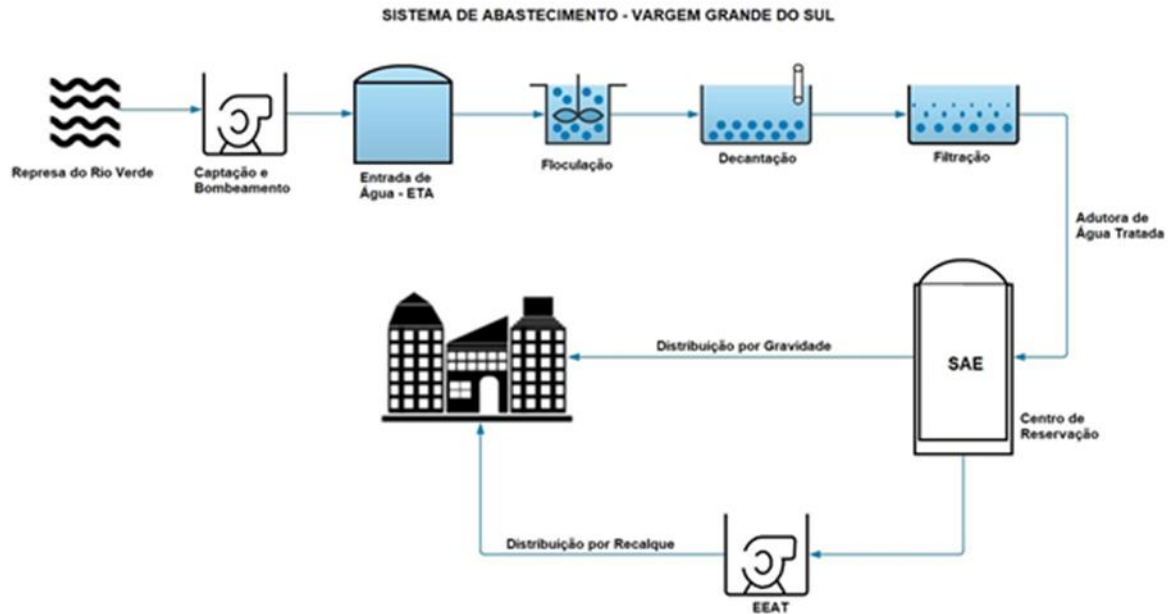 SISTEMA DE ABASTECIMENTO - VARGEM GRANDE DO SUL
Represa do Rio Verde
Captação e
Bombeamento
Entrada de
Água - ETA
Floculação
Decantação
Filtração
Adutora de
Água Tratada
SAE
Centro de
Reservação
Distribuição por Gravidade
Distribuição por Recalque
EEAT